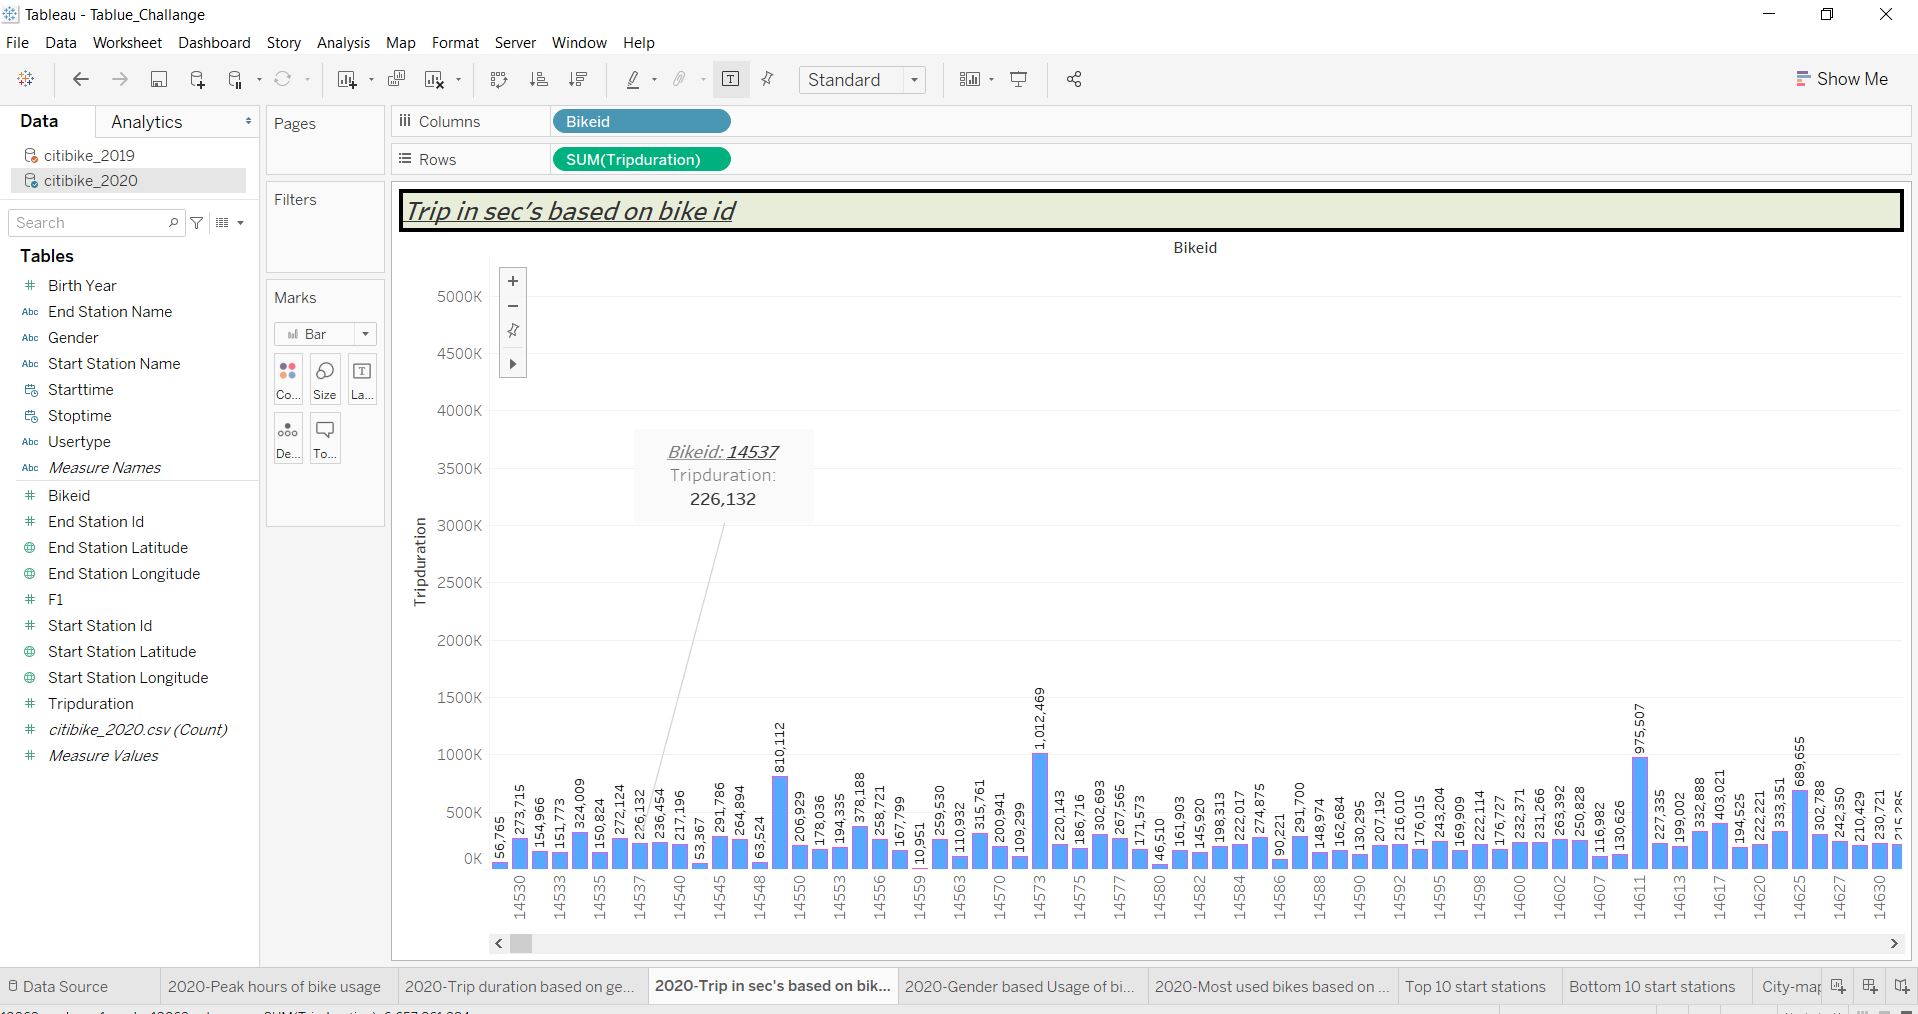 Tableau - Tablue_Challange
File Data Worksheet Dashboard Story Analysis Map Format Server Window Help
Standard
Show Me
Data Analytics
citibike_2019
citibike_2020
Search
Tables
Birth Year
Abc End Station Name
Abc Gender
Abc Start Station Name
Starttime
Stoptime
Abc Usertype
Abc Measure Names
Bikeid
End Station Id
End Station Latitude
End Station Longitude
F1
Start Station Id
Start Station Latitude
Start Station Longitude
Tripduration
citibike_2020.csv (Count)
Measure Values
Pages
Filters
Marks
Bar
Co... Size La...
De... To...
Columns Bikeid
Rows SUM(Tripduration)
Trip in sec's based on bike id
Bikeid
Tripduration
5000K
4500K
4000K
3500K
3000K
2500K
2000K
1500K
1000K
500K
0K
Bikeid: 14537
Tripduration:
226,132
56,765
273,715
154,966
151,773
324,009
150,824
272,124
226,132
236,454
217,196
53,367
291,786
264,894
63,524
810,112
206,929
178,036
194,335
378,188
258,721
167,799
10,951
259,530
110,932
315,761
200,941
109,299
1,012,469
220,143
186,716
302,693
267,565
171,573
46,510
161,903
145,920
198,313
222,017
274,875
90,221
291,700
148,974
162,684
130,295
207,192
216,010
176,015
243,204
169,909
222,114
176,727
232,371
231,266
263,392
250,828
116,982
130,626
975,507
227,335
199,002
332,888
403,021
194,525
222,221
333,351
689,655
302,788
242,350
210,429
230,721
14530
14533
14535
14537
14540
14545
14548
14550
14553
14556
14559
14563
14570
14573
14575
14577
14580
14582
14584
14586
14588
14590
14592
14595
14598
14600
14602
14607
14611
14613
14617
14620
14625
14627
14630
Data Source 2020-Peak hours of bike usage 2020-Trip duration based on ge... 2020-Trip in sec's based on bik... 2020-Gender based Usage of bi... 2020-Most used bikes based on ... Top 10 start stations Bottom 10 start stations City-map